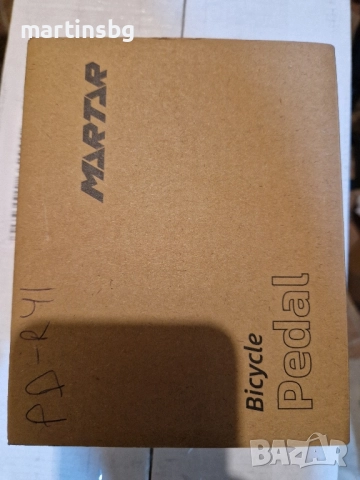 martinsbg
MARTAR
PD-R41
Bicycle
Pedal
BAZAR